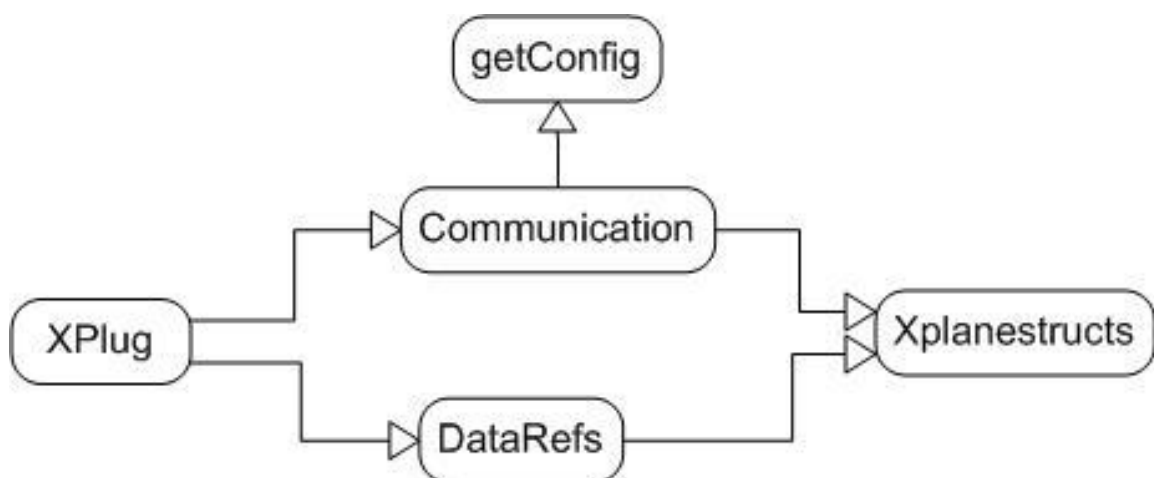 getConfig
Communication
XPlug
Xplanestructs
DataRefs